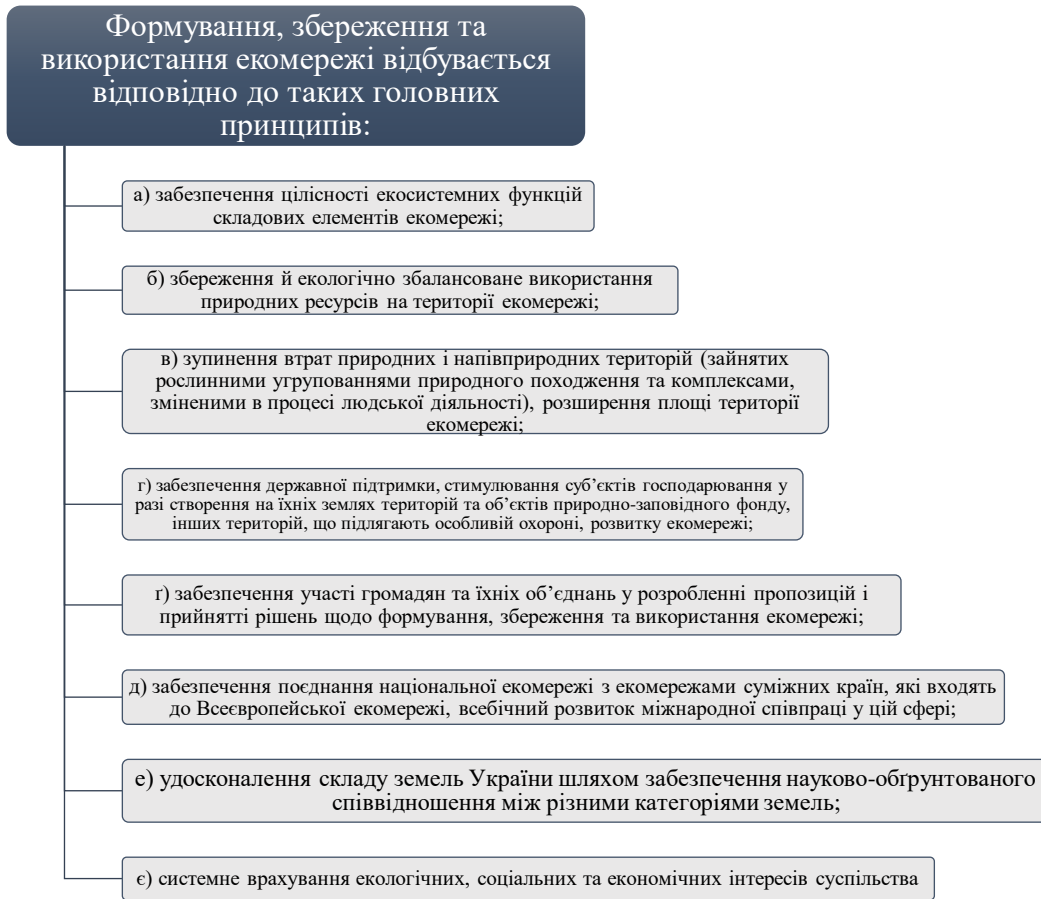 Формування, збереження та
використання екомережі відбувається
відповідно до таких головних
принципів:
а) забезпечення цілісності екосистемних функцій
складових елементів екомережі;
б) збереження й екологічно збалансоване використання
природних ресурсів на території екомережі;
в) зупинення втрат природних і напівприродних територій (зайнятих
рослинними угрупованнями природного походження та комплексами,
зміненими в процесі людської діяльності), розширення площі території
екомережі;
г) забезпечення державної підтримки, стимулювання суб’єктів господарювання у
разі створення на їхніх землях територій та об’єктів природно-заповідного фонду,
інших територій, що підлягають особливій охороні, розвитку екомережі;
ґ) забезпечення участі громадян та їхніх об’єднань у розробленні пропозицій і
прийнятті рішень щодо формування, збереження та використання екомережі;
д) забезпечення поєднання національної екомережі з екомережами суміжних країн, які входять
до Всеєвропейської екомережі, всебічний розвиток міжнародної співпраці у цій сфері;
е) удосконалення складу земель України шляхом забезпечення науково-обґрунтованого
співвідношення між різними категоріями земель;
є) системне врахування екологічних, соціальних та економічних інтересів суспільства